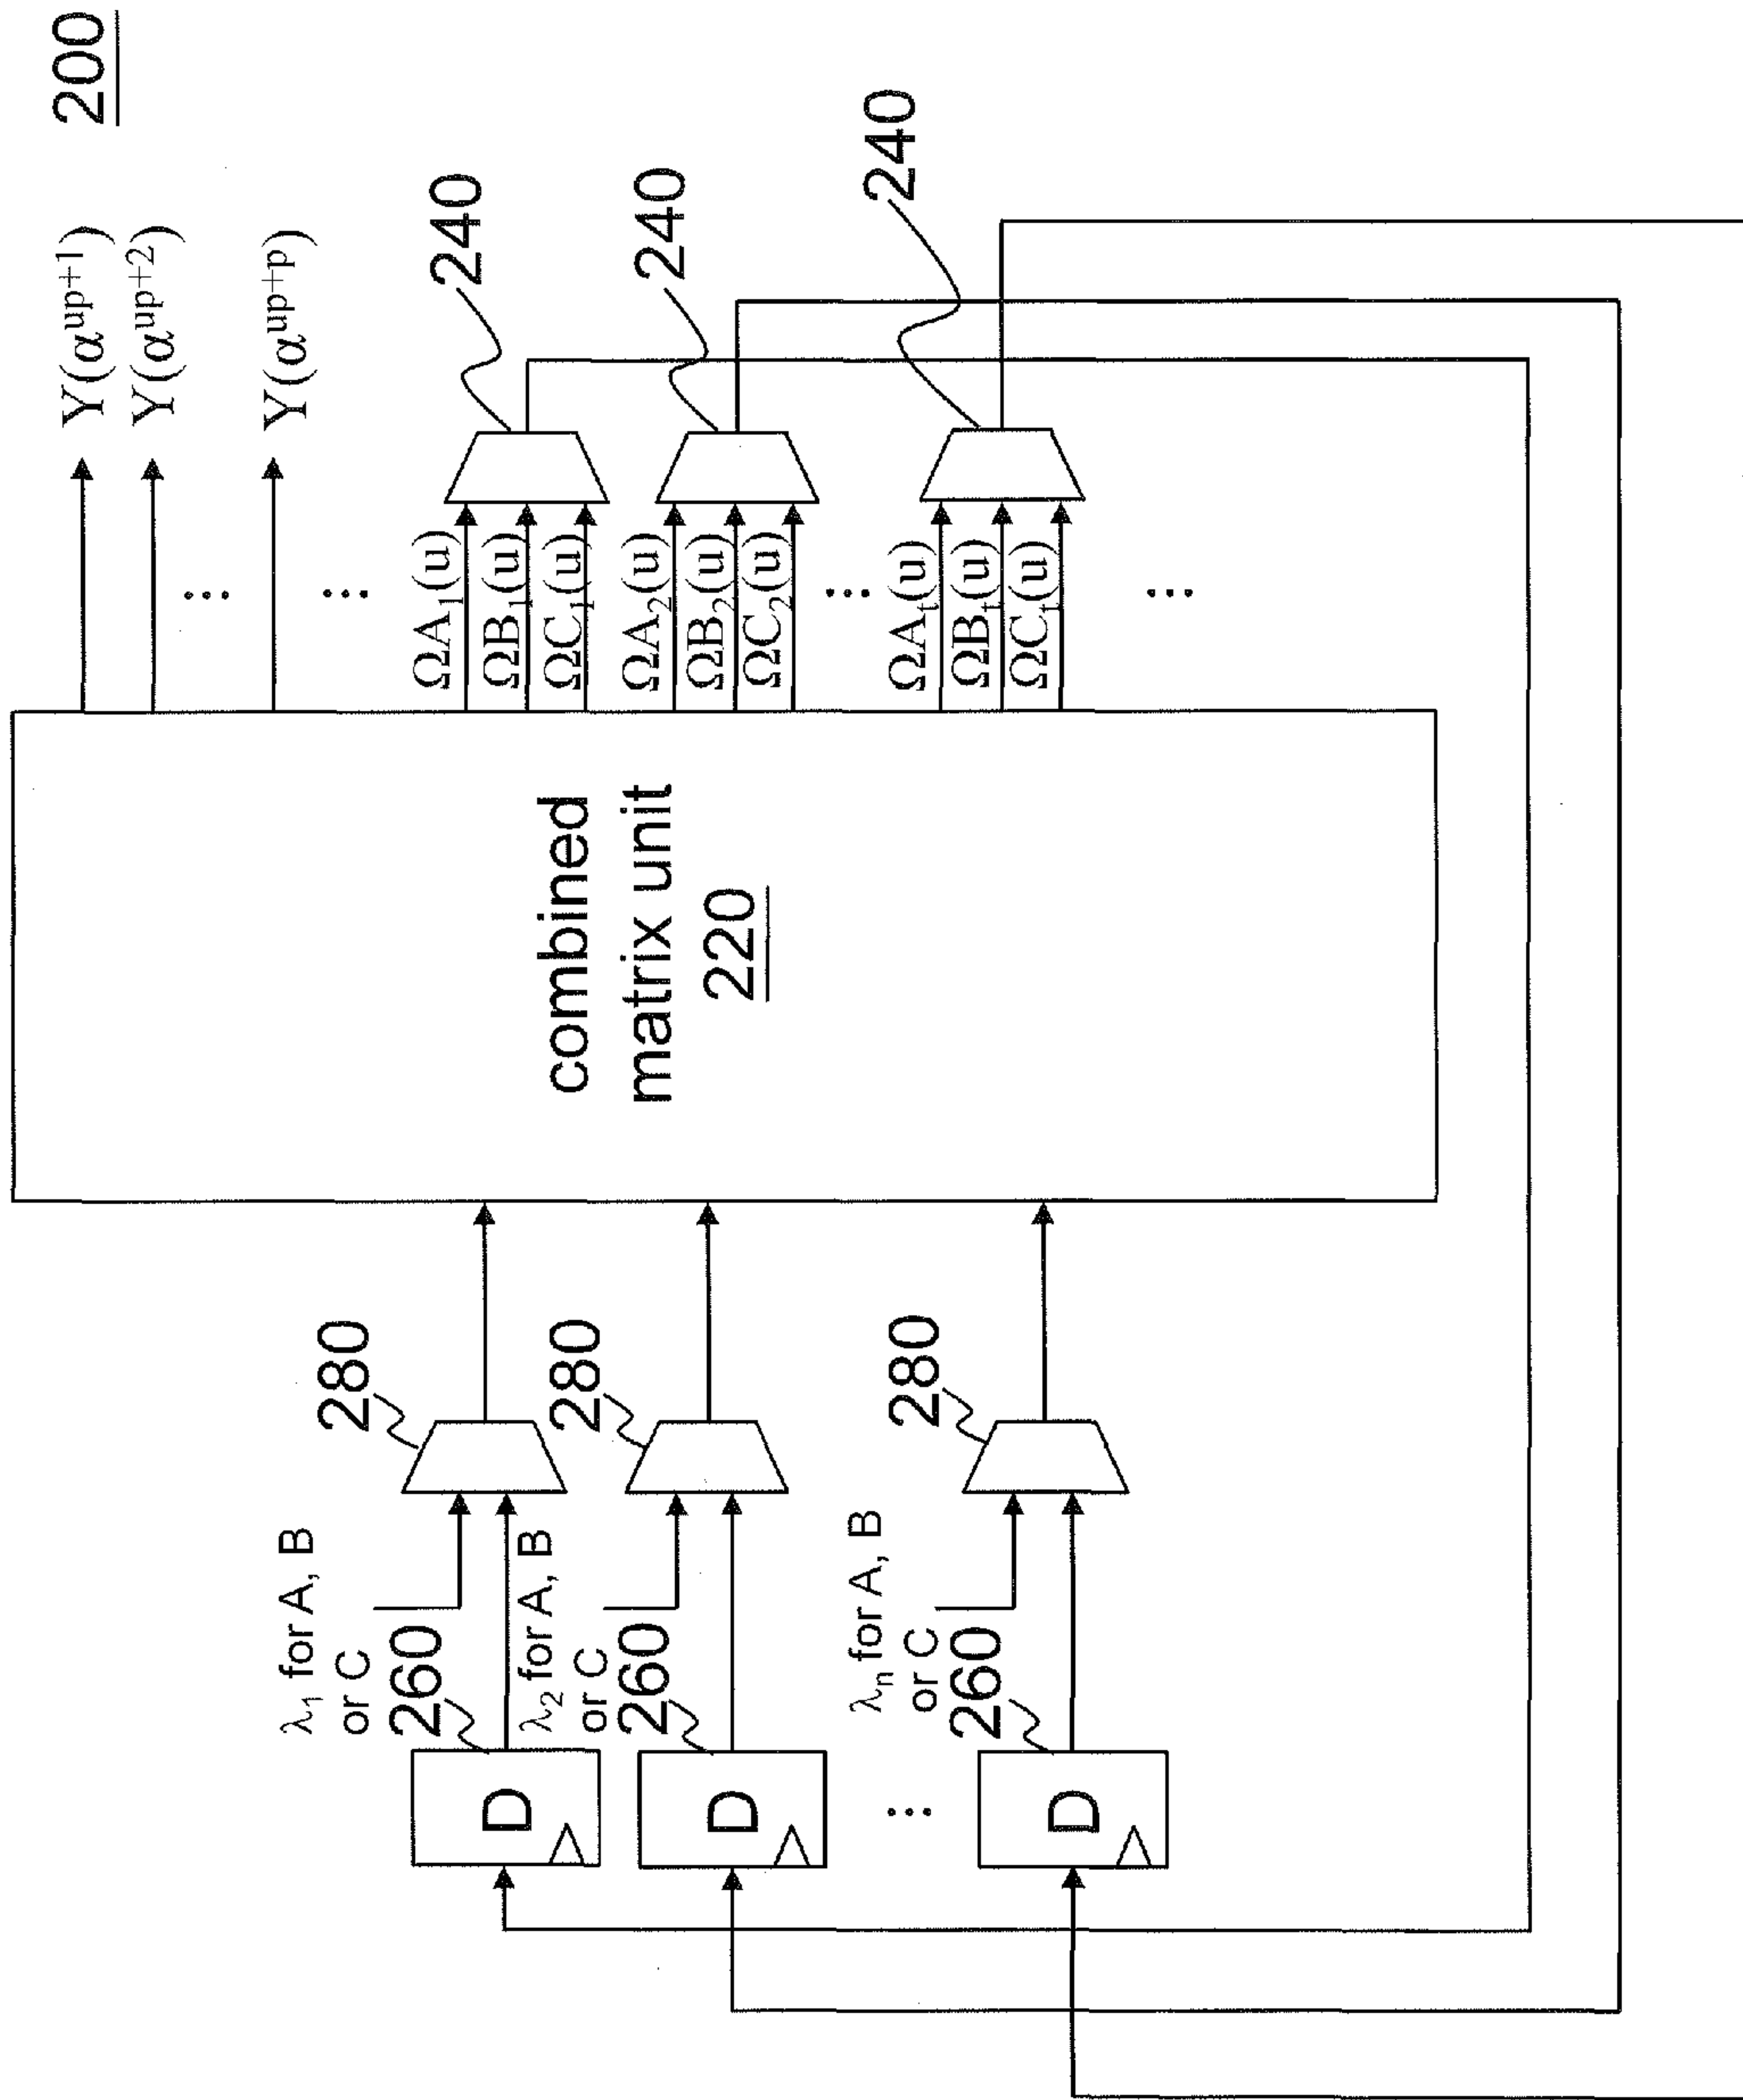 200
Y(α^{up+1})
Y(α^{up+2})
⋮
Y(α^{up+p})
⋮
240
ΩA₁(u)
ΩB₁(u)
ΩC₁(u)
240
ΩA₂(u)
ΩB₂(u)
ΩC₂(u)
⋮
240
ΩAₜ(u)
ΩBₜ(u)
ΩCₜ(u)
⋮
combined
matrix unit
220
280
280
280
λ₁ for A, B
or C
260
D
λ₂ for A, B
or C
260
D
⋮
λₙ for A, B
or C
260
D